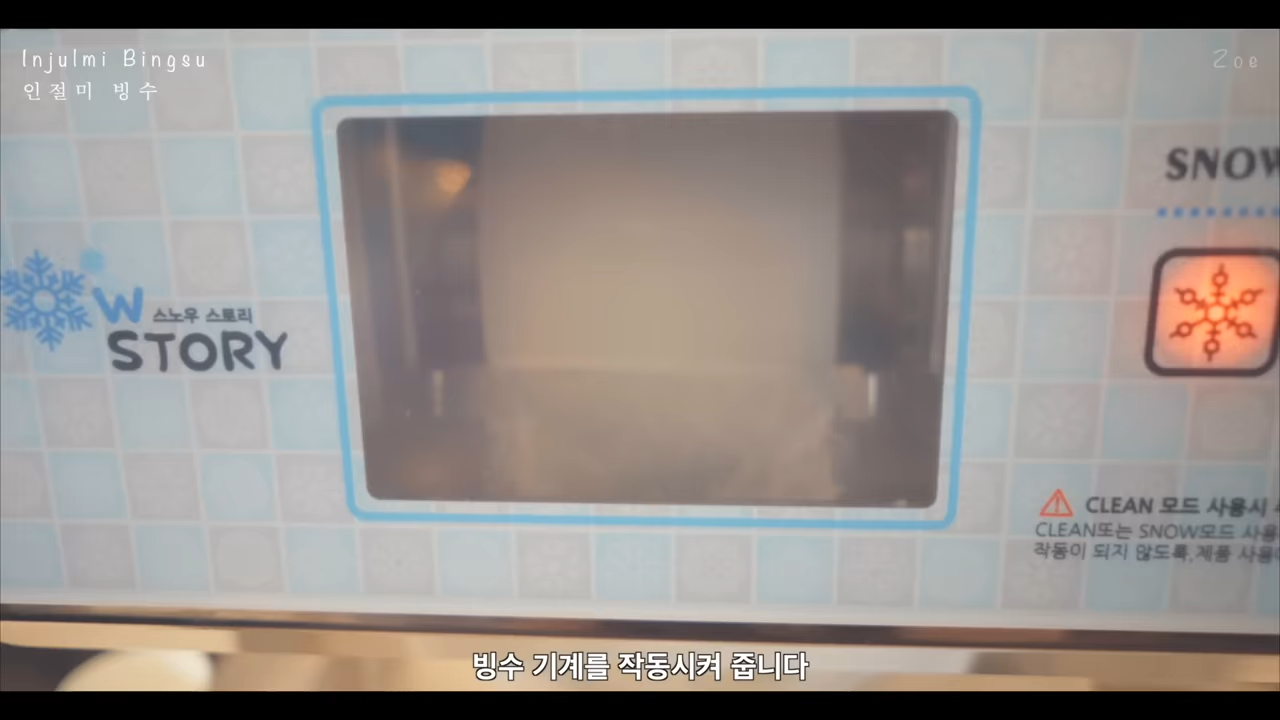 Injulmi Bingsu
인절미 빙수
Zoe
SNOW
W 스노우 스토리
STORY
CLEAN 모드 사용시
CLEAN또는 SNOW모드 사용
작동이 되지 않도록,제품 사용
빙수 기계를 작동시켜 줍니다